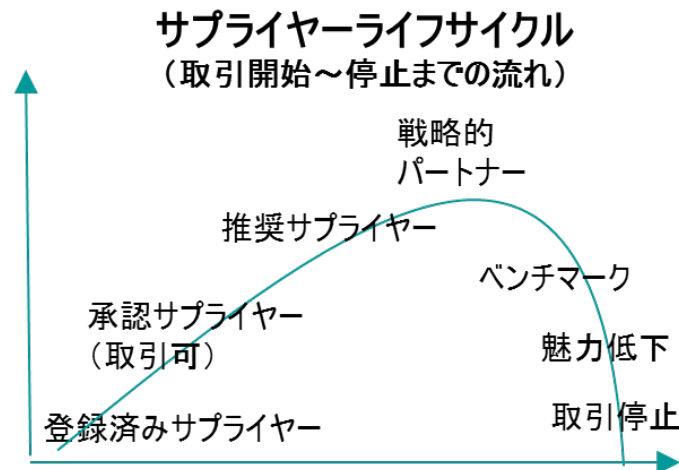 サプライヤーライフサイクル
（取引開始～停止までの流れ）
戦略的
パートナー
推奨サプライヤー
ベンチマーク
承認サプライヤー
（取引可）
魅力低下
登録済みサプライヤー
取引停止